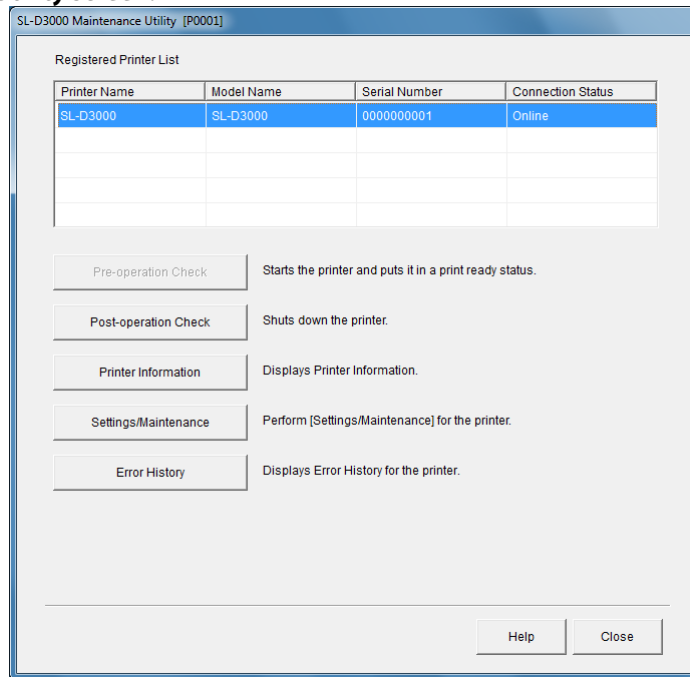 SL-D3000 Maintenance Utility [P0001]
Registered Printer List
Printer Name Model Name Serial Number Connection Status
SL-D3000 SL-D3000 0000000001 Online
Pre-operation Check Starts the printer and puts it in a print ready status.
Post-operation Check Shuts down the printer.
Printer Information Displays Printer Information.
Settings/Maintenance Perform [Settings/Maintenance] for the printer.
Error History Displays Error History for the printer.
Help Close